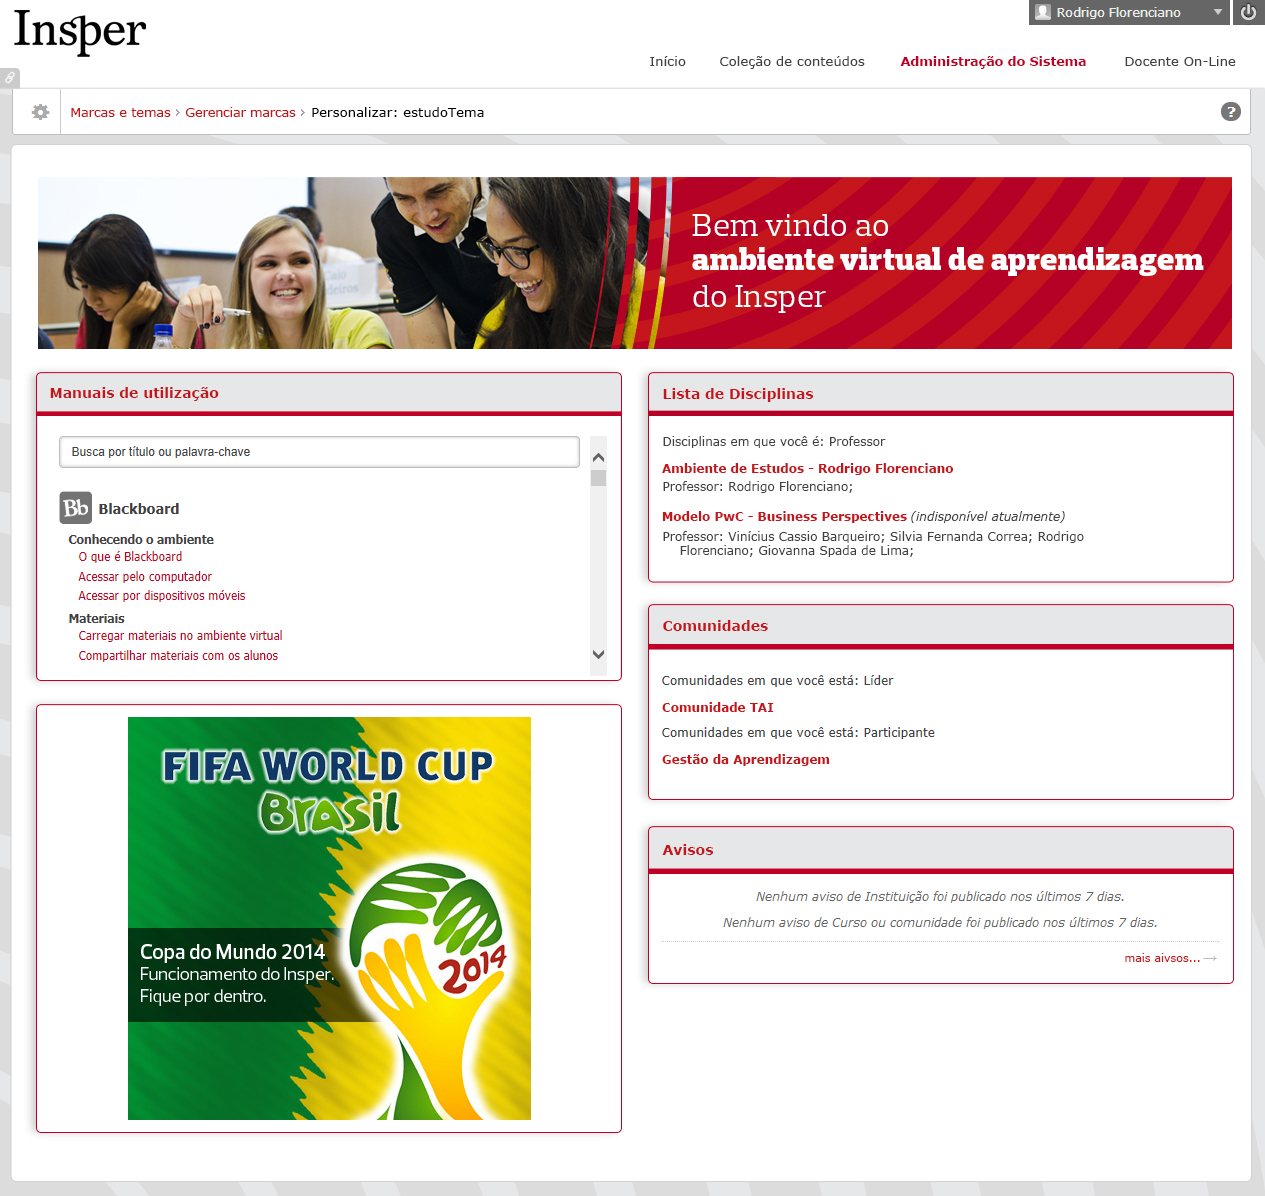 Insper
Rodrigo Florenciano
Início Coleção de conteúdos Administração do Sistema Docente On-Line
Marcas e temas › Gerenciar marcas › Personalizar: estudoTema
?
Bem vindo ao
ambiente virtual de aprendizagem
do Insper
Manuais de utilização
Busca por título ou palavra-chave
Bb Blackboard
Conhecendo o ambiente
O que é Blackboard
Acessar pelo computador
Acessar por dispositivos móveis
Materiais
Carregar materiais no ambiente virtual
Compartilhar materiais com os alunos
FIFA WORLD CUP
Brasil
2014
Copa do Mundo 2014
Funcionamento do Insper.
Fique por dentro.
Lista de Disciplinas
Disciplinas em que você é: Professor
Ambiente de Estudos - Rodrigo Florenciano
Professor: Rodrigo Florenciano;
Modelo PwC - Business Perspectives (indisponível atualmente)
Professor: Vinícius Cassio Barqueiro; Silvia Fernanda Correa; Rodrigo
Florenciano; Giovanna Spada de Lima;
Comunidades
Comunidades em que você está: Líder
Comunidade TAI
Comunidades em que você está: Participante
Gestão da Aprendizagem
Avisos
Nenhum aviso de Instituição foi publicado nos últimos 7 dias.
Nenhum aviso de Curso ou comunidade foi publicado nos últimos 7 dias.
mais aivsos... →